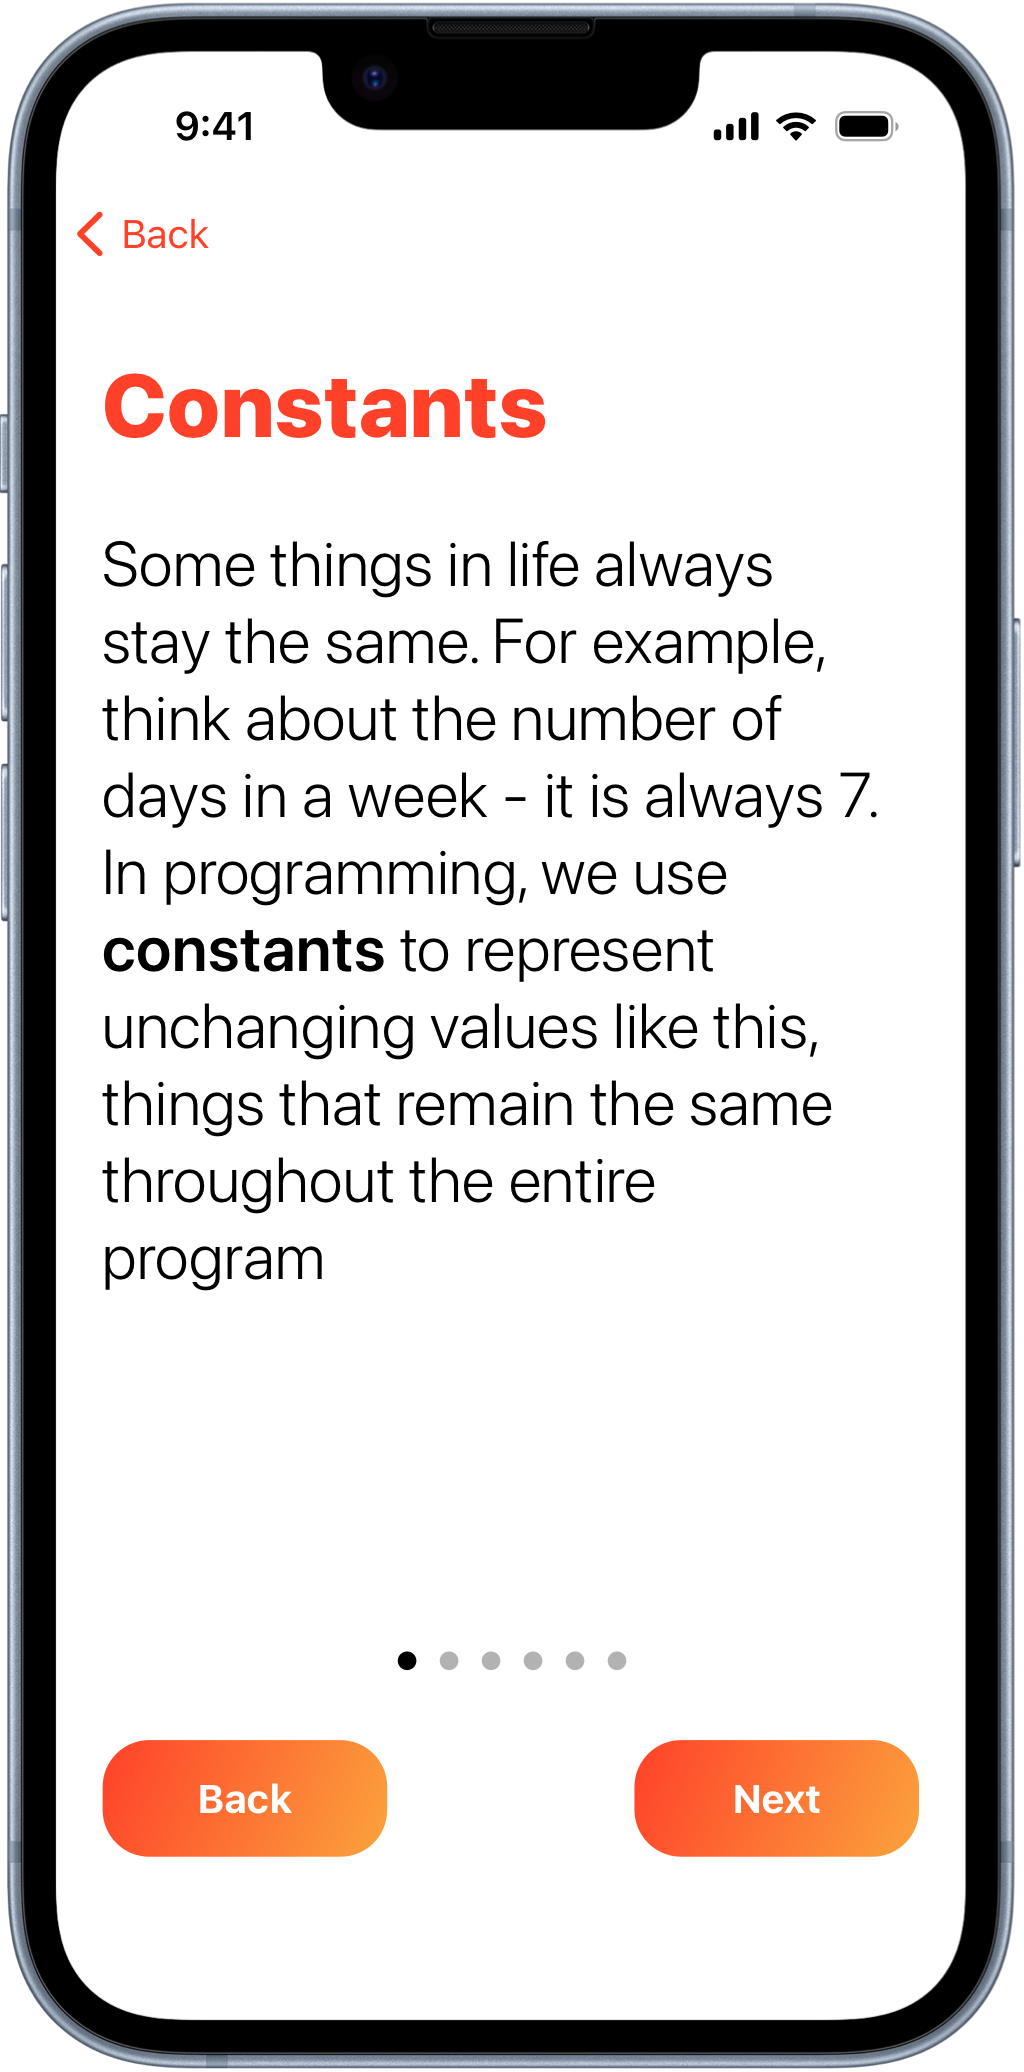 9:41
Back
Constants
Some things in life always
stay the same. For example,
think about the number of
days in a week - it is always 7.
In programming, we use
constants to represent
unchanging values like this,
things that remain the same
throughout the entire
program
Back
Next